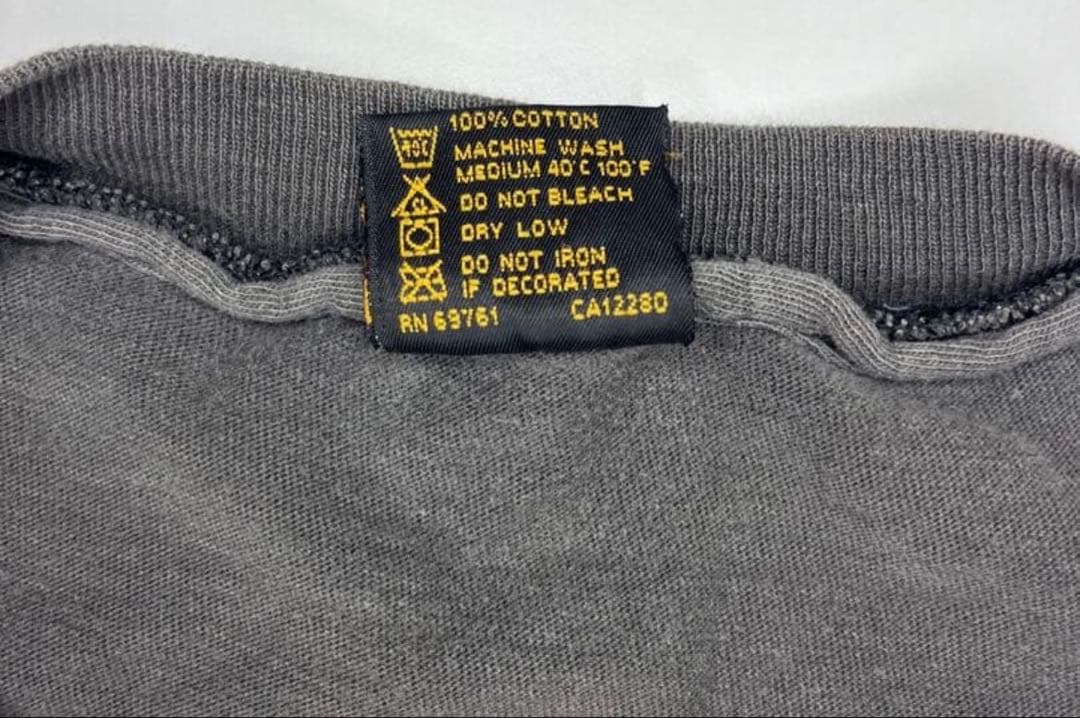 100% COTTON
MACHINE WASH
MEDIUM 40°C 100°F
DO NOT BLEACH
DRY LOW
DO NOT IRON
IF DECORATED
RN 69761 CA12280